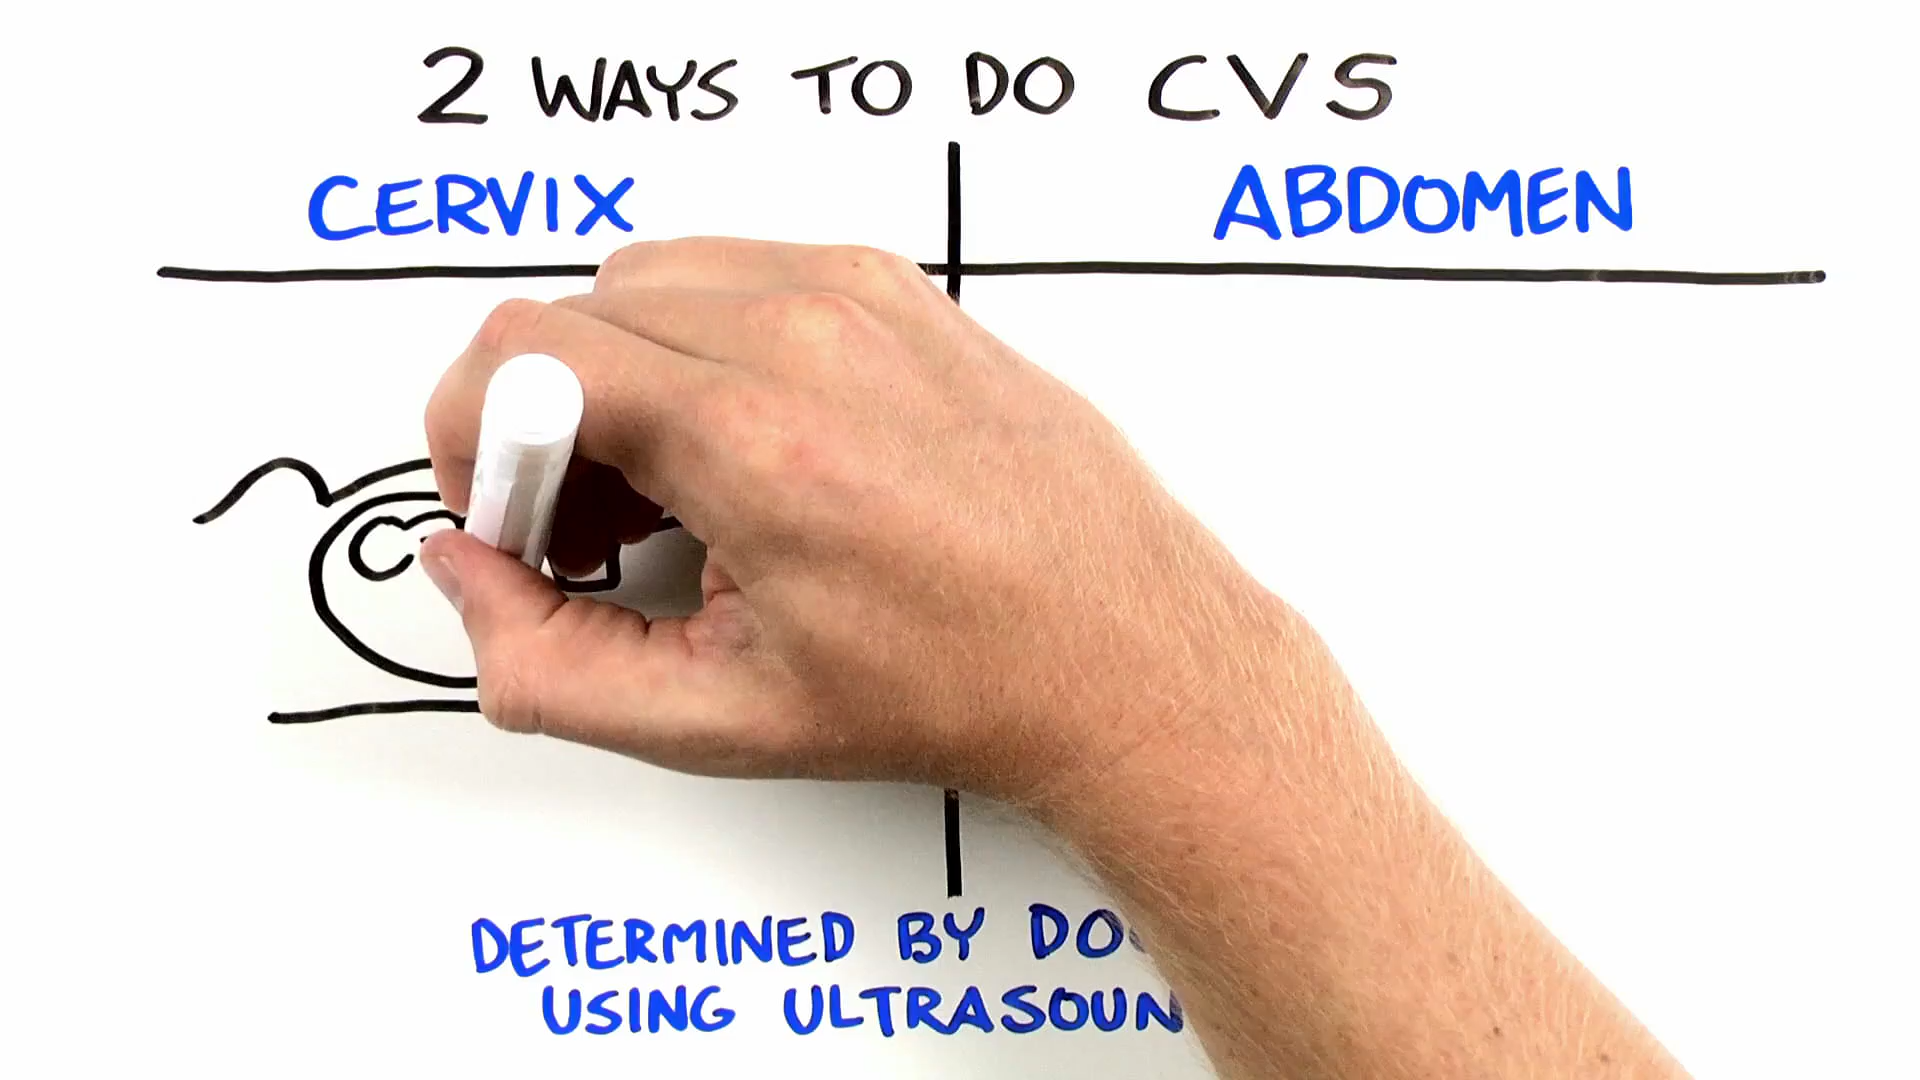 2 WAYS TO DO CVS
CERVIX
ABDOMEN
DETERMINED BY
USING